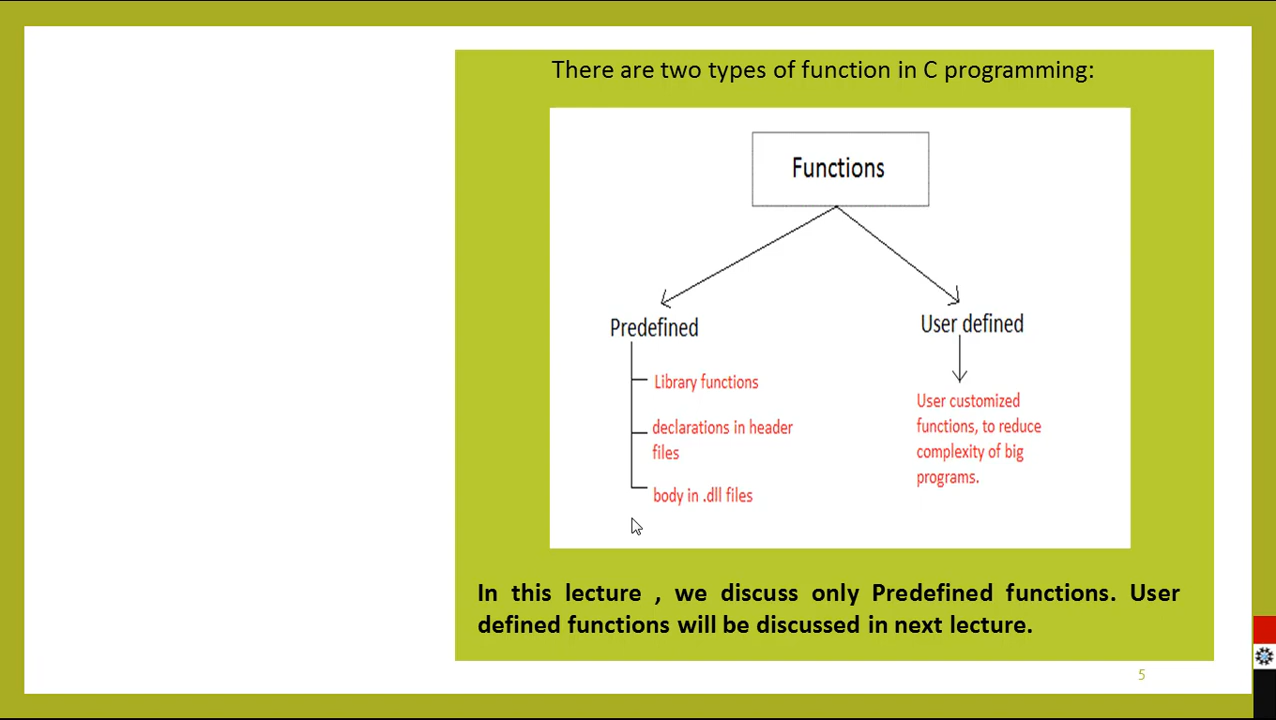 There are two types of function in C programming:
Functions
Predefined
Library functions
declarations in header
files
body in .dll files
User defined
User customized
functions, to reduce
complexity of big
programs.
In this lecture , we discuss only Predefined functions. User
defined functions will be discussed in next lecture.
5